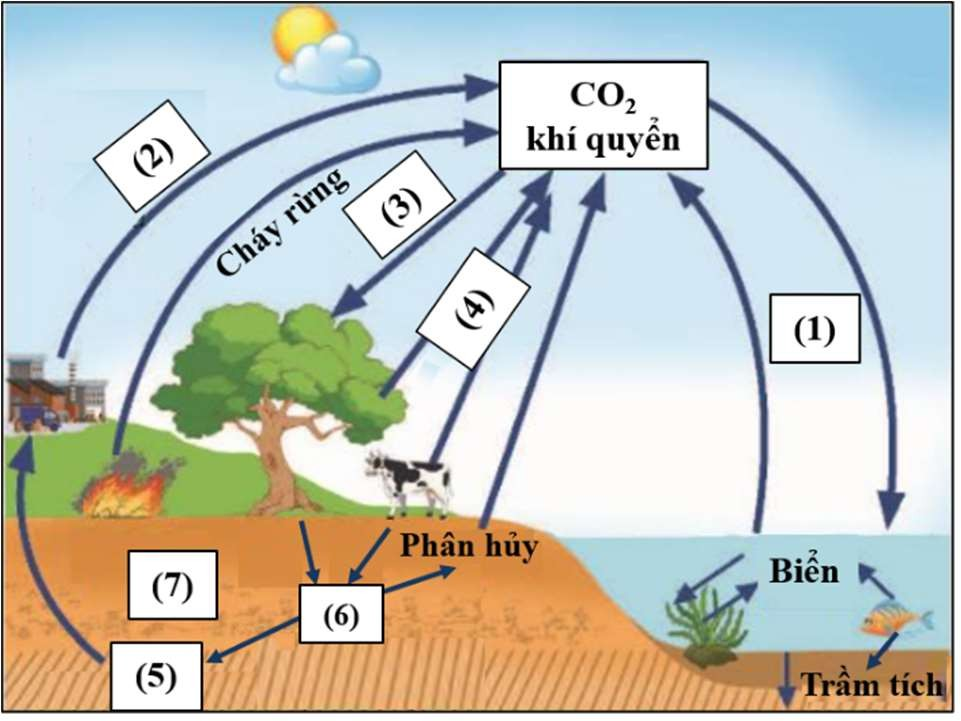 CO₂
khí quyển
(2)
Cháy rừng
(3)
(4)
(1)
Phân hủy
Biển
(7)
(6)
(5)
Trầm tích